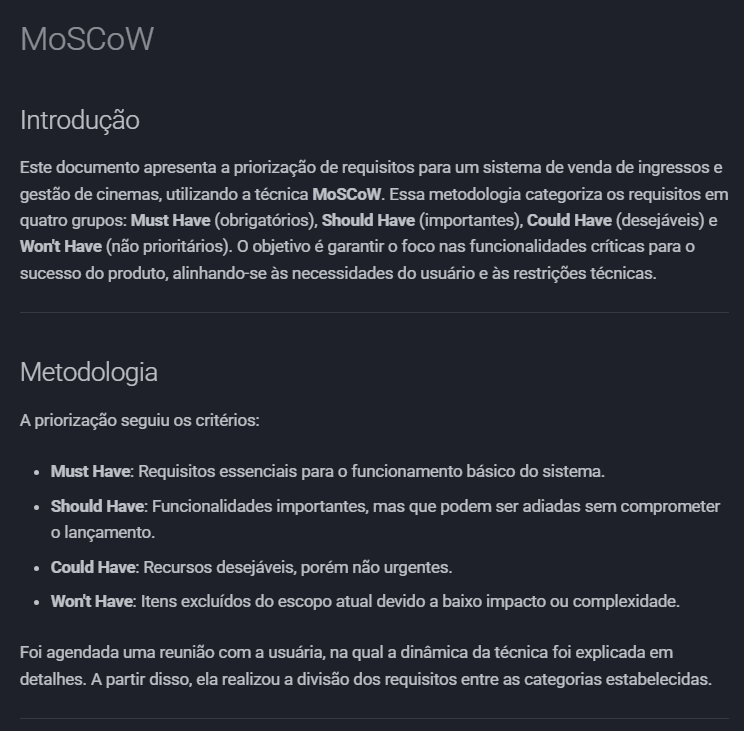 MoSCoW
Introdução
Este documento apresenta a priorização de requisitos para um sistema de venda de ingressos e
gestão de cinemas, utilizando a técnica MoSCoW. Essa metodologia categoriza os requisitos em
quatro grupos: Must Have (obrigatórios), Should Have (importantes), Could Have (desejáveis) e
Won't Have (não prioritários). O objetivo é garantir o foco nas funcionalidades críticas para o
sucesso do produto, alinhando-se às necessidades do usuário e às restrições técnicas.
Metodologia
A priorização seguiu os critérios:
• Must Have: Requisitos essenciais para o funcionamento básico do sistema.
• Should Have: Funcionalidades importantes, mas que podem ser adiadas sem comprometer
o lançamento.
• Could Have: Recursos desejáveis, porém não urgentes.
• Won't Have: Itens excluídos do escopo atual devido a baixo impacto ou complexidade.
Foi agendada uma reunião com a usuária, na qual a dinâmica da técnica foi explicada em
detalhes. A partir disso, ela realizou a divisão dos requisitos entre as categorias estabelecidas.